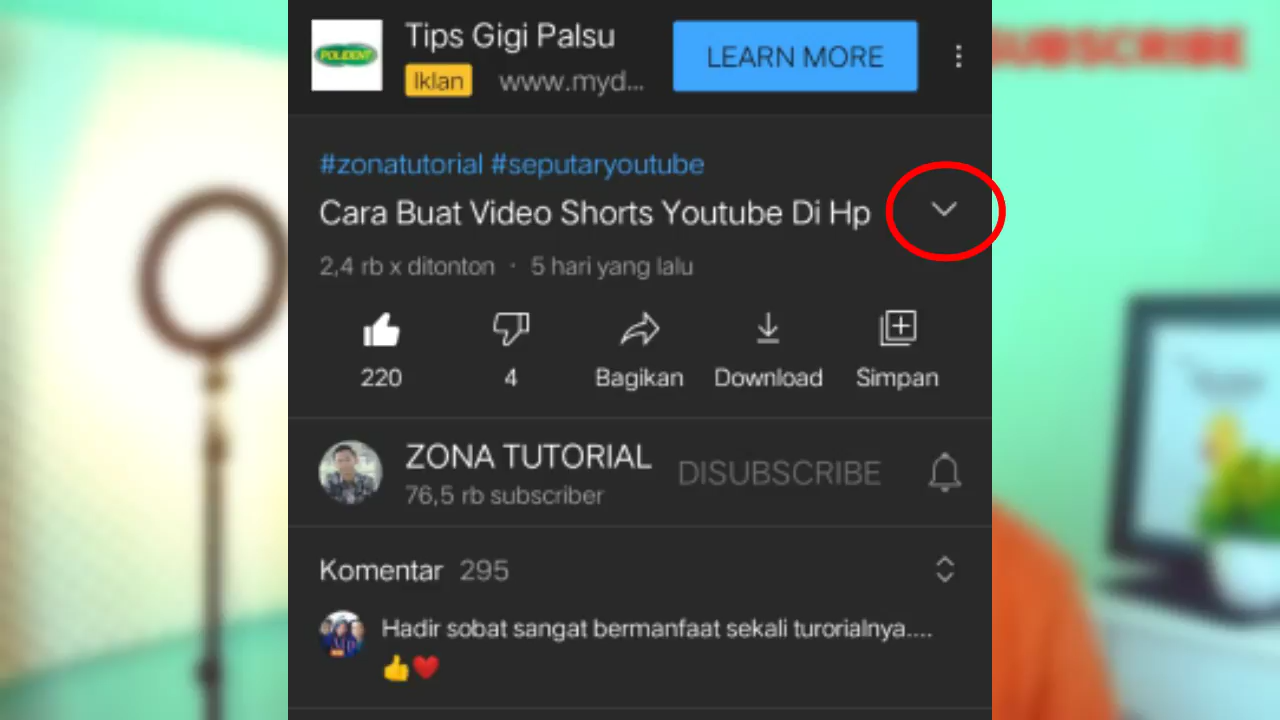 Tips Gigi Palsu
POLIDENT
Iklan www.myd...
LEARN MORE
SUBSCRIBE
#zonatutorial #seputaryoutube
Cara Buat Video Shorts Youtube Di Hp
2,4 rb x ditonton · 5 hari yang lalu
220
4
Bagikan
Download
Simpan
ZONA TUTORIAL
76,5 rb subscriber
DISUBSCRIBE
Komentar 295
Hadir sobat sangat bermanfaat sekali turorialnya....
👍❤️